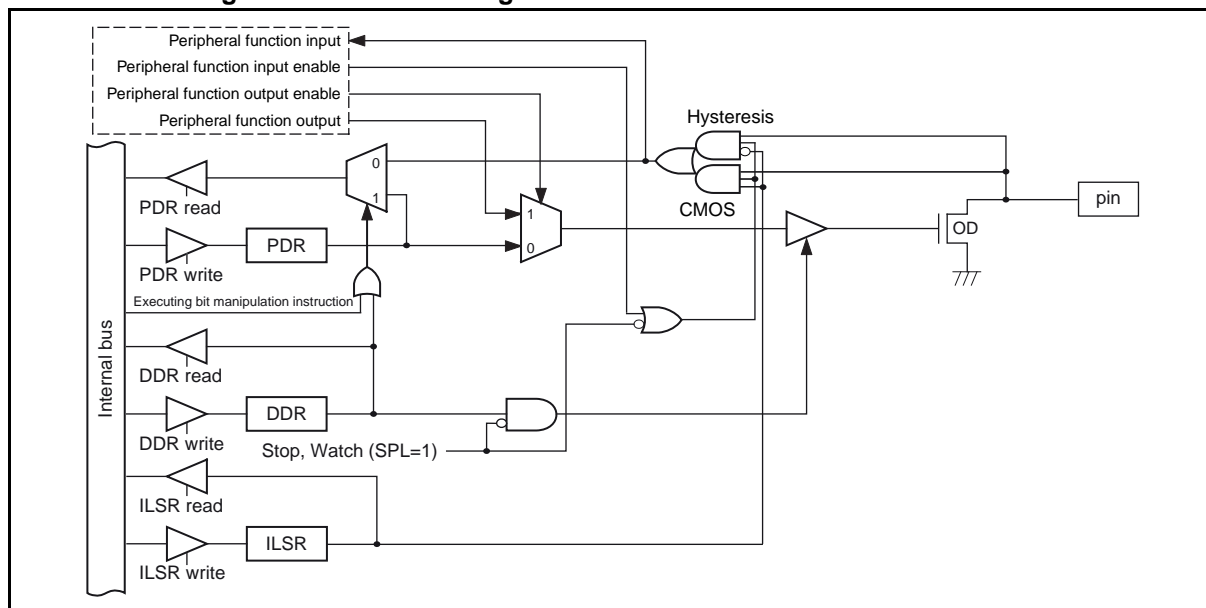 Peripheral function input
Peripheral function input enable
Peripheral function output enable
Peripheral function output
Hysteresis
CMOS
0
1
PDR read
PDR
PDR write
1
0
OD
pin
Executing bit manipulation instruction
Internal bus
DDR read
DDR
DDR write
Stop, Watch (SPL=1)
ILSR read
ILSR
ILSR write